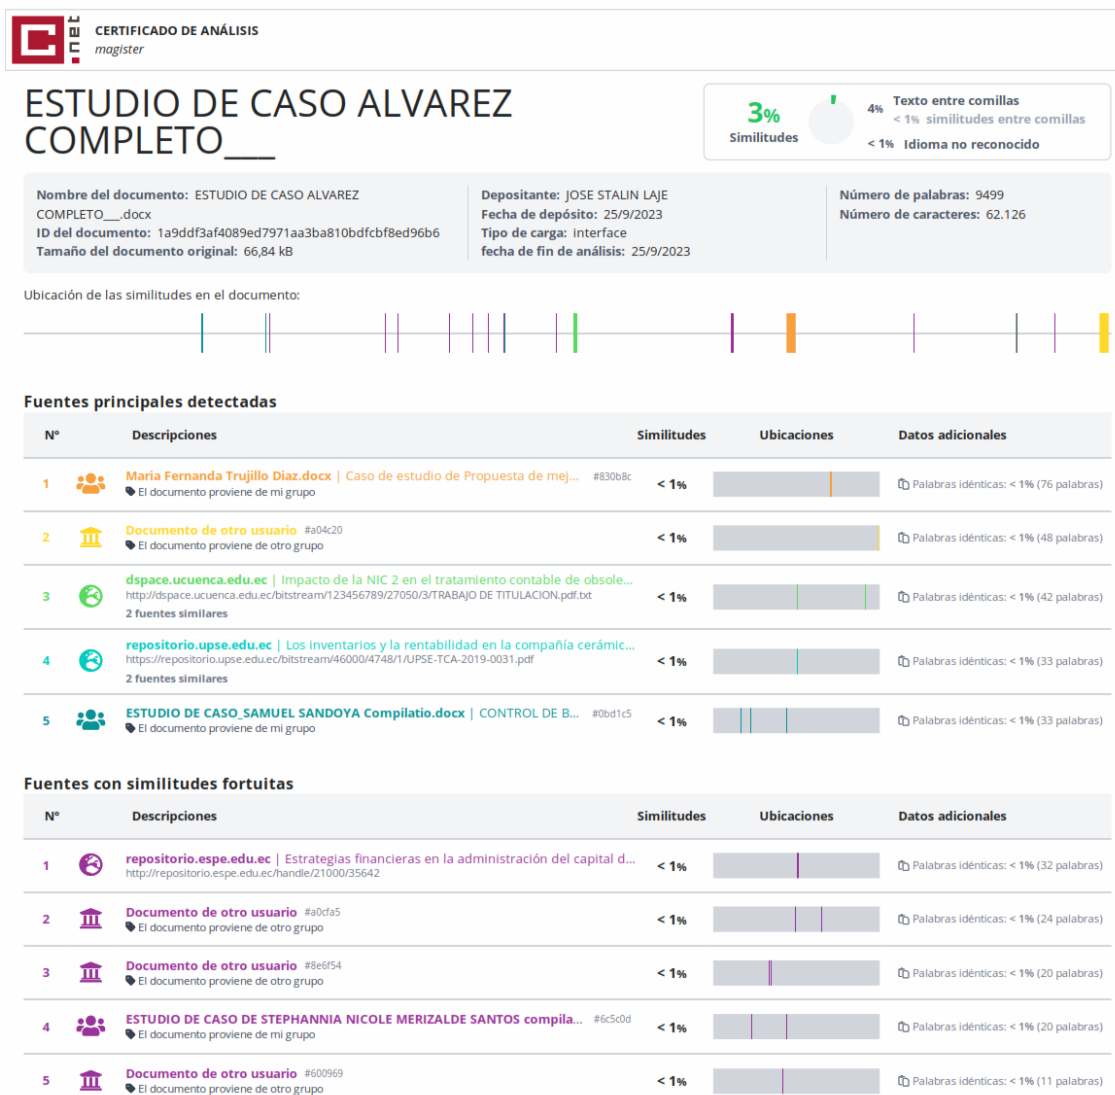 C
.net
CERTIFICADO DE ANÁLISIS
magister
ESTUDIO DE CASO ALVAREZ
COMPLETO___
3%
Similitudes
4% Texto entre comillas
< 1% similitudes entre comillas
< 1% Idioma no reconocido
Nombre del documento: ESTUDIO DE CASO ALVAREZ
COMPLETO___.docx
ID del documento: 1a9ddf3af4089ed7971aa3ba810bdfcbf8ed96b6
Tamaño del documento original: 66,84 kB
Depositante: JOSE STALIN LAJE
Fecha de depósito: 25/9/2023
Tipo de carga: interface
fecha de fin de análisis: 25/9/2023
Número de palabras: 9499
Número de caracteres: 62.126
Ubicación de las similitudes en el documento:
Fuentes principales detectadas
N° Descripciones Similitudes Ubicaciones Datos adicionales
1 Maria Fernanda Trujillo Diaz.docx | Caso de estudio de Propuesta de mej... #830b8c
El documento proviene de mi grupo
< 1% Palabras idénticas: < 1% (76 palabras)
2 Documento de otro usuario #a04c20
El documento proviene de otro grupo
< 1% Palabras idénticas: < 1% (48 palabras)
3 dspace.ucuenca.edu.ec | Impacto de la NIC 2 en el tratamiento contable de obsole...
http://dspace.ucuenca.edu.ec/bitstream/123456789/27050/3/TRABAJO DE TITULACION.pdf.txt
2 fuentes similares
< 1% Palabras idénticas: < 1% (42 palabras)
4 repositorio.upse.edu.ec | Los inventarios y la rentabilidad en la compañía cerámic...
https://repositorio.upse.edu.ec/bitstream/46000/4748/1/UPSE-TCA-2019-0031.pdf
2 fuentes similares
< 1% Palabras idénticas: < 1% (33 palabras)
5 ESTUDIO DE CASO_SAMUEL SANDOYA Compilatio.docx | CONTROL DE B... #0bd1c5
El documento proviene de mi grupo
< 1% Palabras idénticas: < 1% (33 palabras)
Fuentes con similitudes fortuitas
N° Descripciones Similitudes Ubicaciones Datos adicionales
1 repositorio.espe.edu.ec | Estrategias financieras en la administración del capital d...
http://repositorio.espe.edu.ec/handle/21000/35642
< 1% Palabras idénticas: < 1% (32 palabras)
2 Documento de otro usuario #a0cfa5
El documento proviene de otro grupo
< 1% Palabras idénticas: < 1% (24 palabras)
3 Documento de otro usuario #8e6f54
El documento proviene de otro grupo
< 1% Palabras idénticas: < 1% (20 palabras)
4 ESTUDIO DE CASO DE STEPHANNIA NICOLE MERIZALDE SANTOS compila... #6c5c0d
El documento proviene de mi grupo
< 1% Palabras idénticas: < 1% (20 palabras)
5 Documento de otro usuario #600969
El documento proviene de otro grupo
< 1% Palabras idénticas: < 1% (11 palabras)